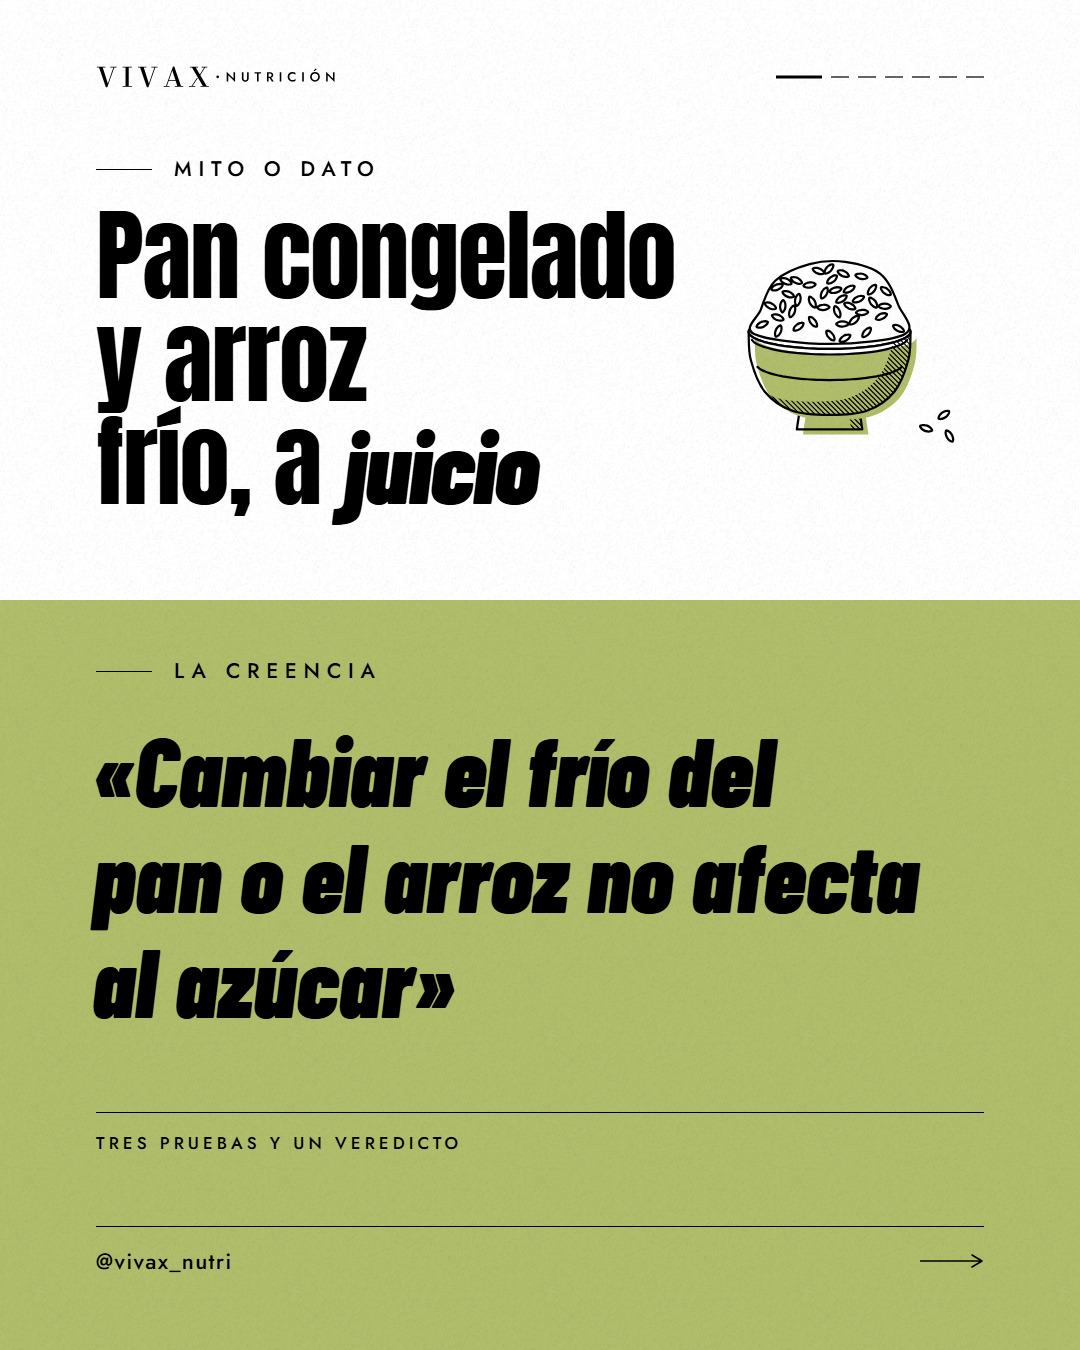 VIVAX·NUTRICIÓN
MITO O DATO
Pan congelado
y arroz
frío, a juicio
LA CREENCIA
«Cambiar el frío del
pan o el arroz no afecta
al azúcar»
TRES PRUEBAS Y UN VEREDICTO
@vivax_nutri